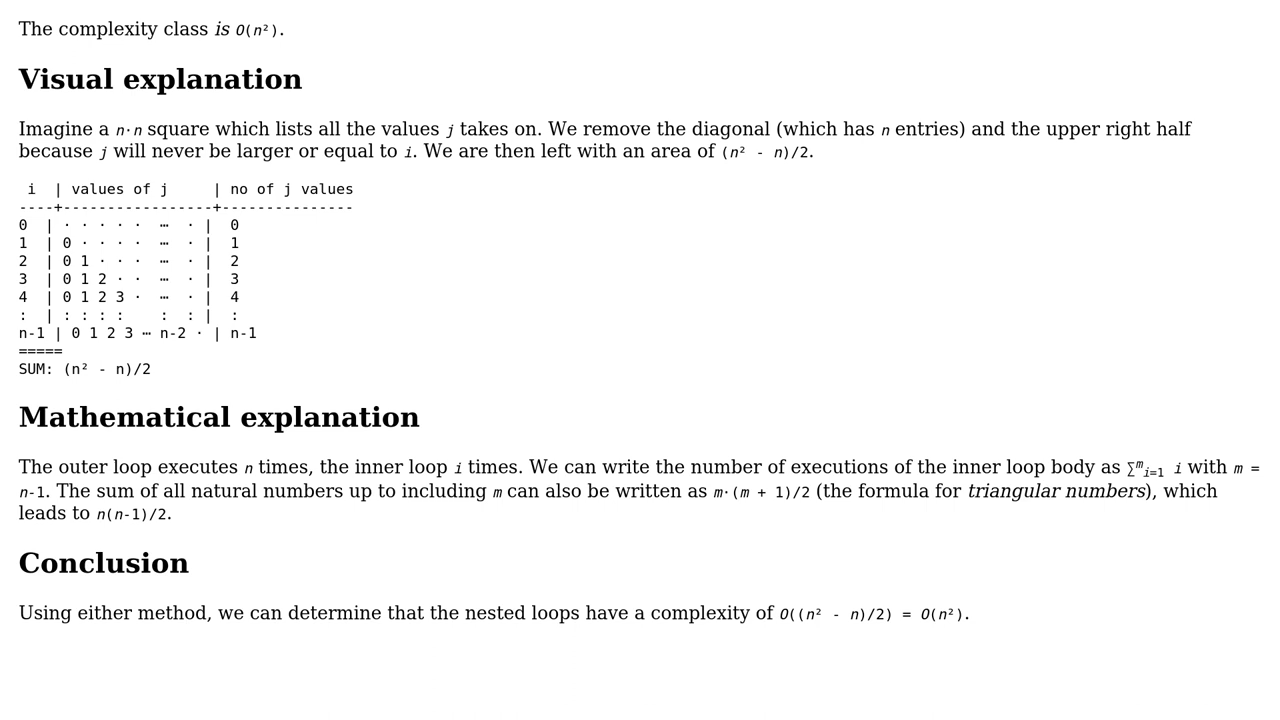 The complexity class is O(n²).
Visual explanation
Imagine a n·n square which lists all the values j takes on. We remove the diagonal (which has n entries) and the upper right half
because j will never be larger or equal to i. We are then left with an area of (n² - n)/2.
 i  | values of j     | no of j values
----+-----------------+---------------
0  | · · · · ·  ⋯  · |  0
1  | 0 · · · ·  ⋯  · |  1
2  | 0 1 · · ·  ⋯  · |  2
3  | 0 1 2 · ·  ⋯  · |  3
4  | 0 1 2 3 ·  ⋯  · |  4
:  | : : : :    :  : |  :
n-1 | 0 1 2 3 ⋯ n-2 · | n-1
=====
SUM: (n² - n)/2
Mathematical explanation
The outer loop executes n times, the inner loop i times. We can write the number of executions of the inner loop body as ∑ᵐᵢ₌₁ i with m =
n-1. The sum of all natural numbers up to including m can also be written as m·(m + 1)/2 (the formula for triangular numbers), which
leads to n(n-1)/2.
Conclusion
Using either method, we can determine that the nested loops have a complexity of O((n² - n)/2) = O(n²).